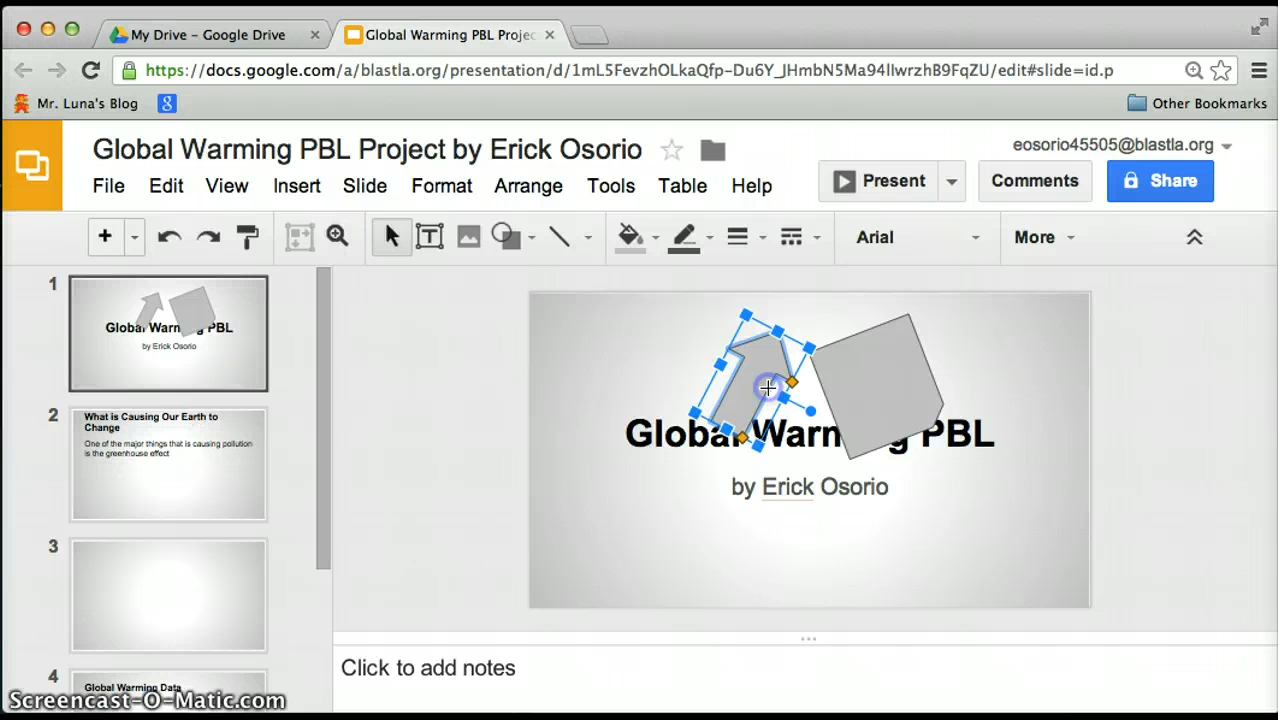 My Drive - Google Drive
Global Warming PBL Projec
https://docs.google.com/a/blastla.org/presentation/d/1mL5FevzhOLkaQfp-Du6Y_JHmbN5Ma94lIwrzhB9FqZU/edit#slide=id.p
Mr. Luna's Blog
8
Other Bookmarks
Global Warming PBL Project by Erick Osorio
eosorio45505@blastla.org
File Edit View Insert Slide Format Arrange Tools Table Help
Present
Comments
Share
Arial
More
1
Global Warming PBL
by Erick Osorio
2
What is Causing Our Earth to
Change
One of the major things that is causing pollution
is the greenhouse effect
3
4
Global Warming Data
Global Warming PBL
by Erick Osorio
Click to add notes
Screencast-O-Matic.com